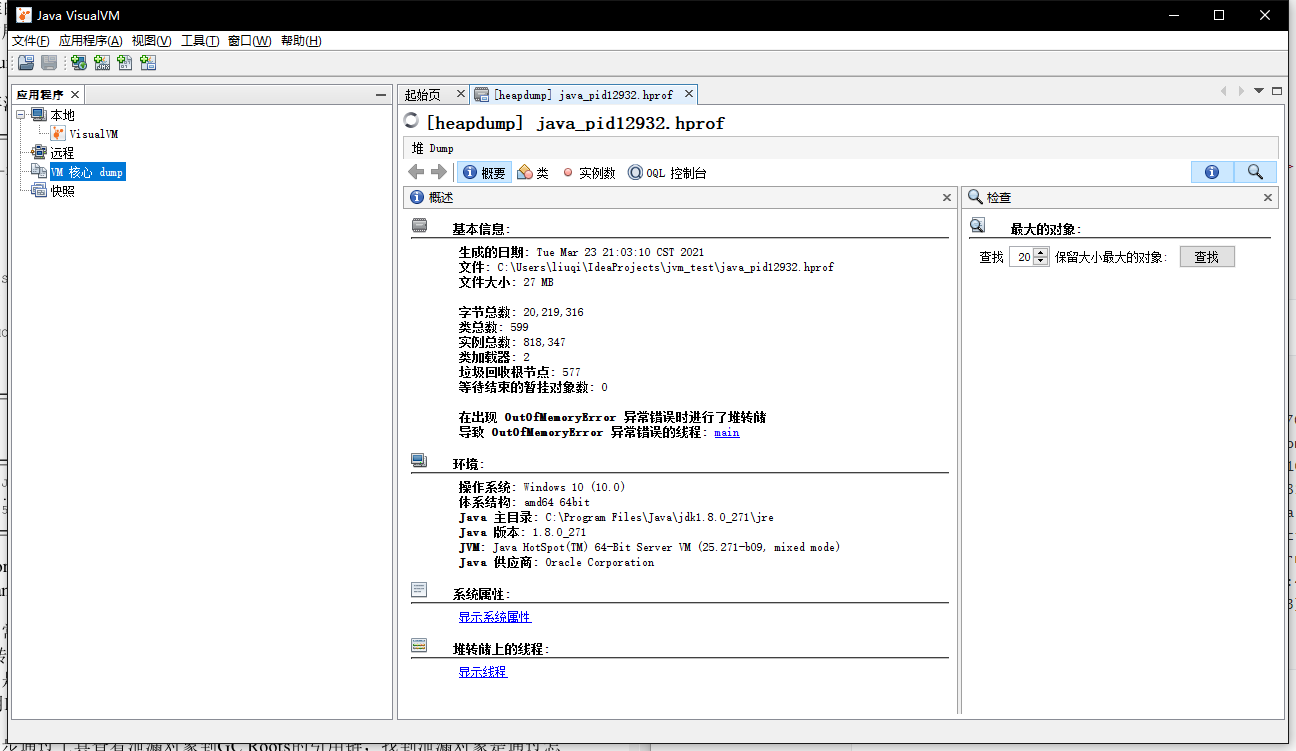 Java VisualVM
文件(F) 应用程序(A) 视图(V) 工具(T) 窗口(W) 帮助(H)
应用程序
本地
VisualVM
远程
VM 核心 dump
快照
起始页 [heapdump] java_pid12932.hprof
[heapdump] java_pid12932.hprof
堆 Dump
概要 类 实例数 OQL 控制台
概述
基本信息:
生成的日期: Tue Mar 23 21:03:10 CST 2021
文件: C:\Users\liuqi\IdeaProjects\jvm_test\java_pid12932.hprof
文件大小: 27 MB
字节总数: 20,219,316
类总数: 599
实例总数: 818,347
类加载器: 2
垃圾回收根节点: 577
等待结束的暂挂对象数: 0
在出现 OutOfMemoryError 异常错误时进行了堆转储
导致 OutOfMemoryError 异常错误的线程: main
环境:
操作系统: Windows 10 (10.0)
体系结构: amd64 64bit
Java 主目录: C:\Program Files\Java\jdk1.8.0_271\jre
Java 版本: 1.8.0_271
JVM: Java HotSpot(TM) 64-Bit Server VM (25.271-b09, mixed mode)
Java 供应商: Oracle Corporation
系统属性:
显示系统属性
堆转储上的线程:
显示线程
检查
最大的对象:
查找 20 保留大小最大的对象: 查找